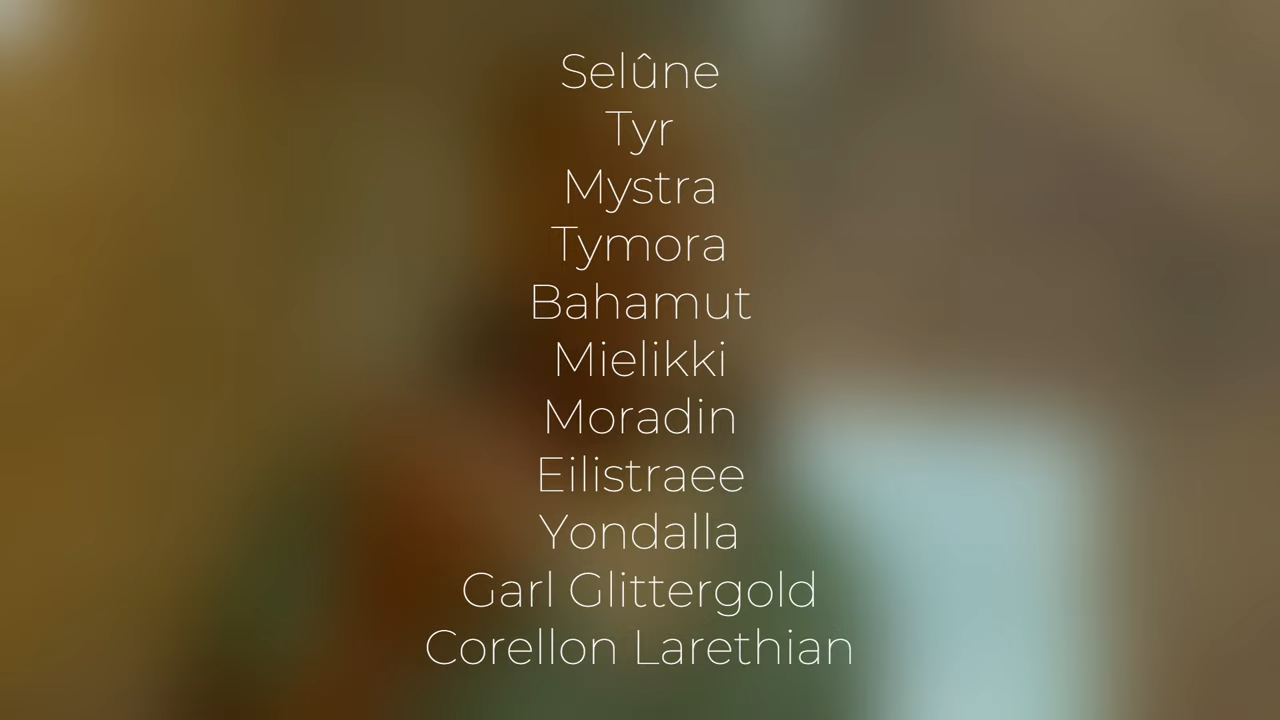 Selûne
Tyr
Mystra
Tymora
Bahamut
Mielikki
Moradin
Eilistraee
Yondalla
Garl Glittergold
Corellon Larethian